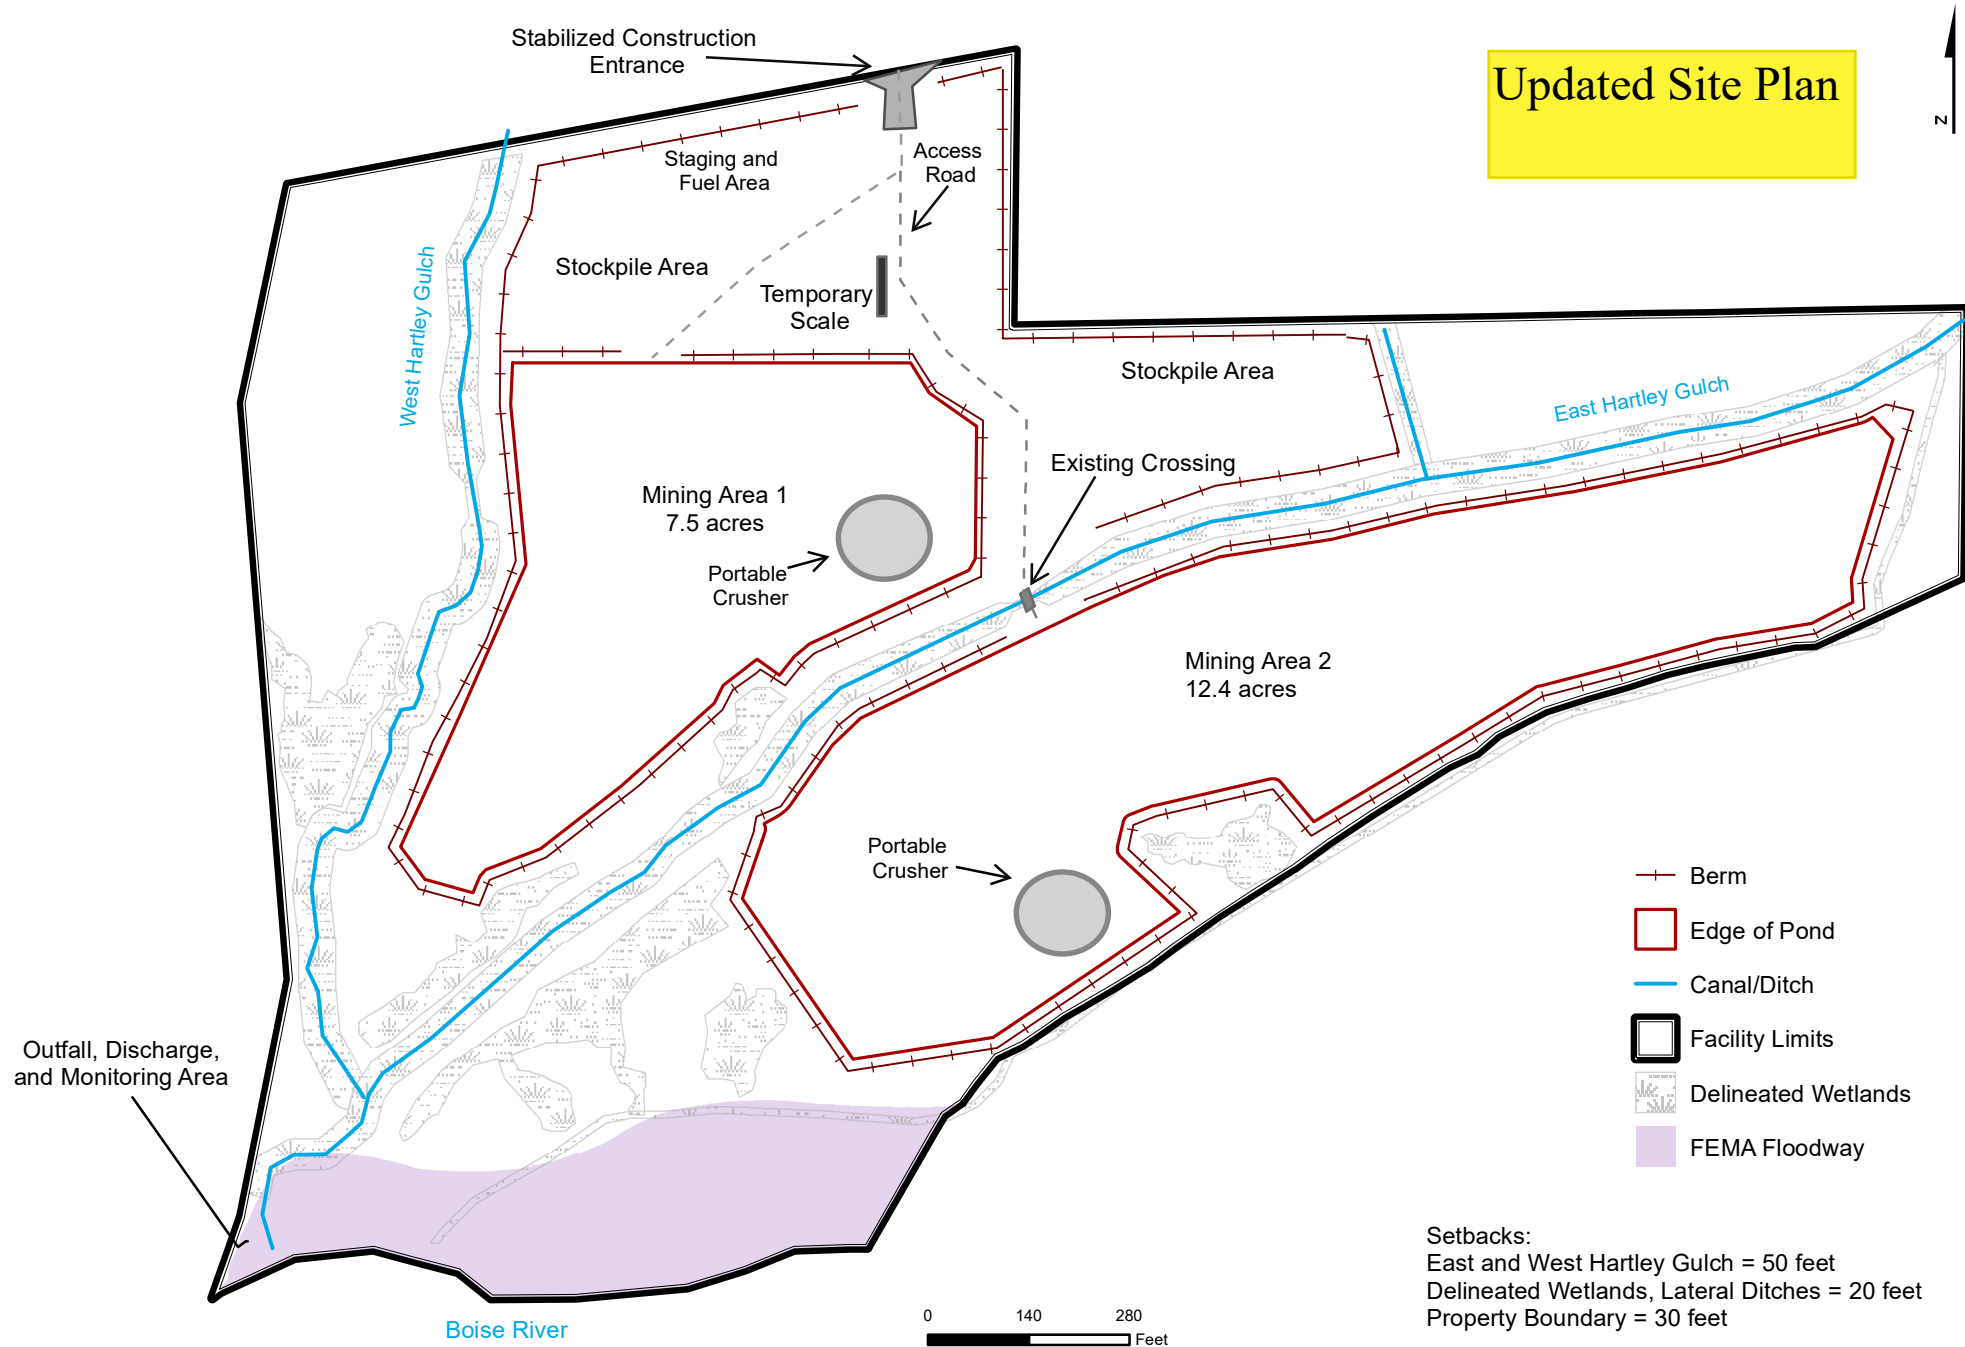 Stabilized Construction
Entrance
Updated Site Plan
N
Staging and
Fuel Area
Access
Road
Stockpile Area
Temporary
Scale
West Hartley Gulch
Stockpile Area
East Hartley Gulch
Existing Crossing
Mining Area 1
7.5 acres
Portable
Crusher
Mining Area 2
12.4 acres
Portable
Crusher
Outfall, Discharge,
and Monitoring Area
Berm
Edge of Pond
Canal/Ditch
Facility Limits
Delineated Wetlands
FEMA Floodway
Setbacks:
East and West Hartley Gulch = 50 feet
Delineated Wetlands, Lateral Ditches = 20 feet
Property Boundary = 30 feet
Boise River
0 140 280
Feet